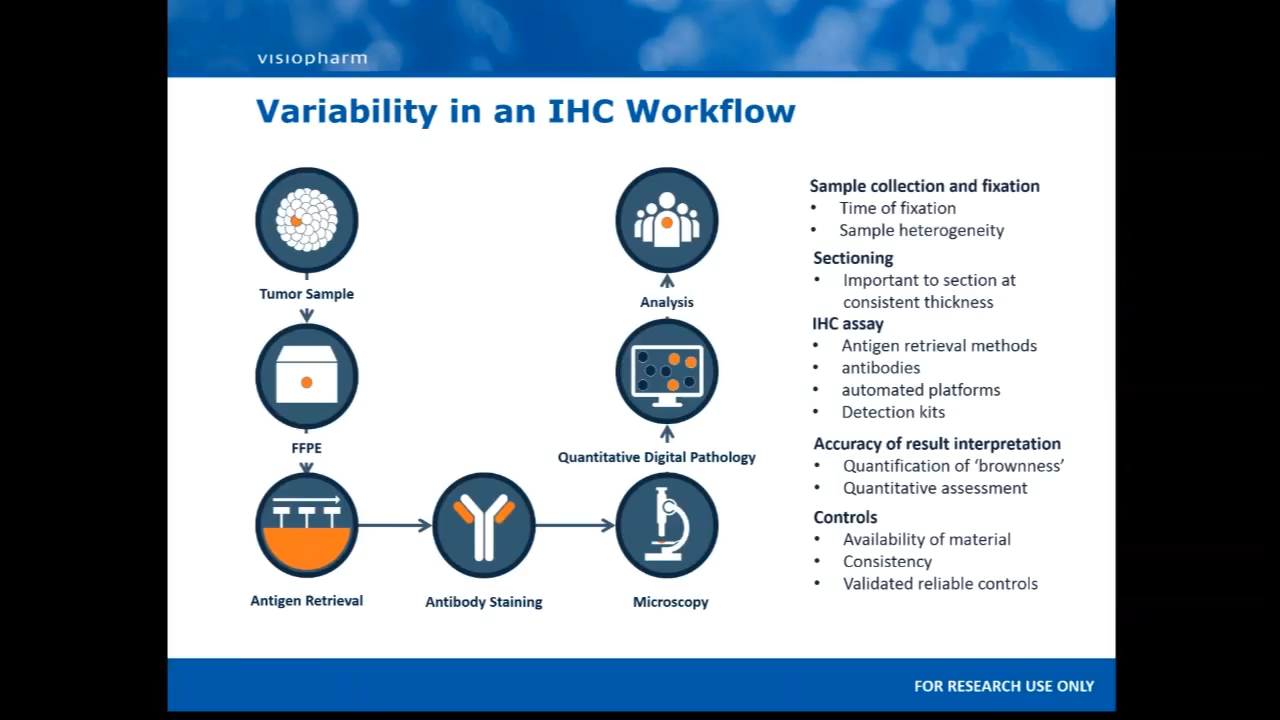 visiopharm
Variability in an IHC Workflow
Tumor Sample
FFPE
Antigen Retrieval
Antibody Staining
Microscopy
Quantitative Digital Pathology
Analysis
Sample collection and fixation
• Time of fixation
• Sample heterogeneity
Sectioning
• Important to section at
consistent thickness
IHC assay
• Antigen retrieval methods
• antibodies
• automated platforms
• Detection kits
Accuracy of result interpretation
• Quantification of ‘brownness’
• Quantitative assessment
Controls
• Availability of material
• Consistency
• Validated reliable controls
FOR RESEARCH USE ONLY